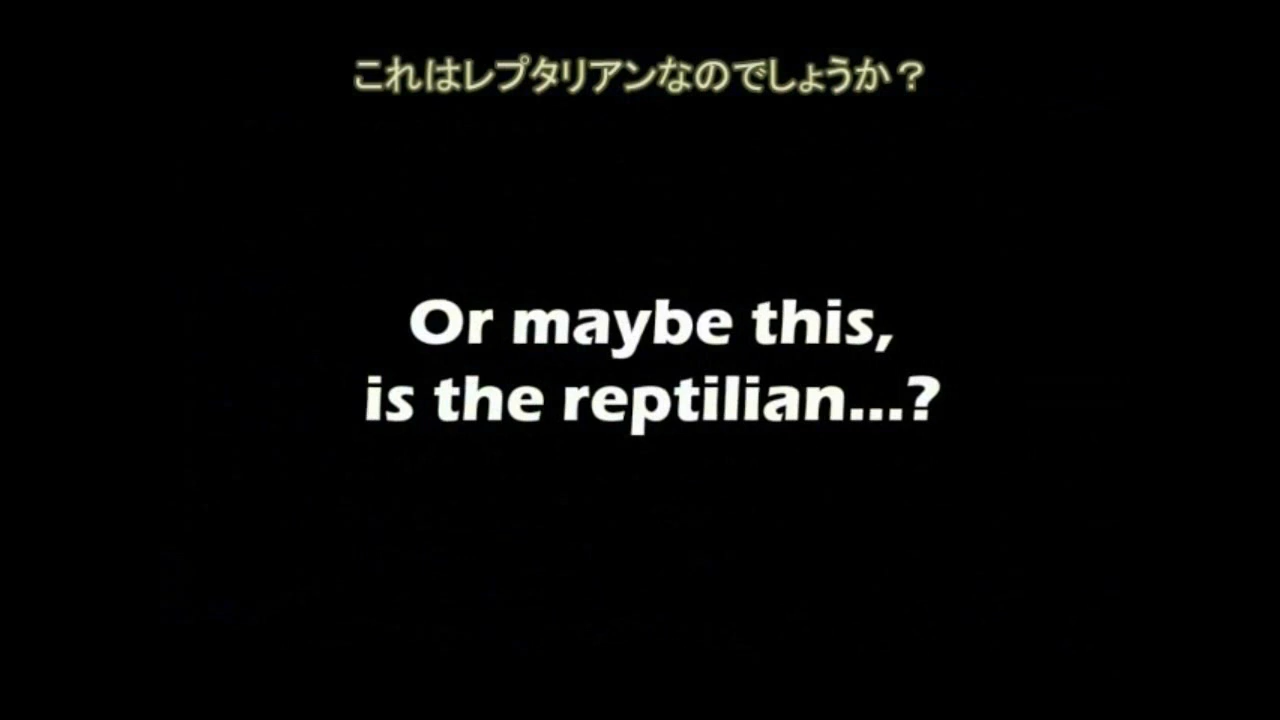 これはレプタリアンなのでしょうか？
Or maybe this,
is the reptilian...?